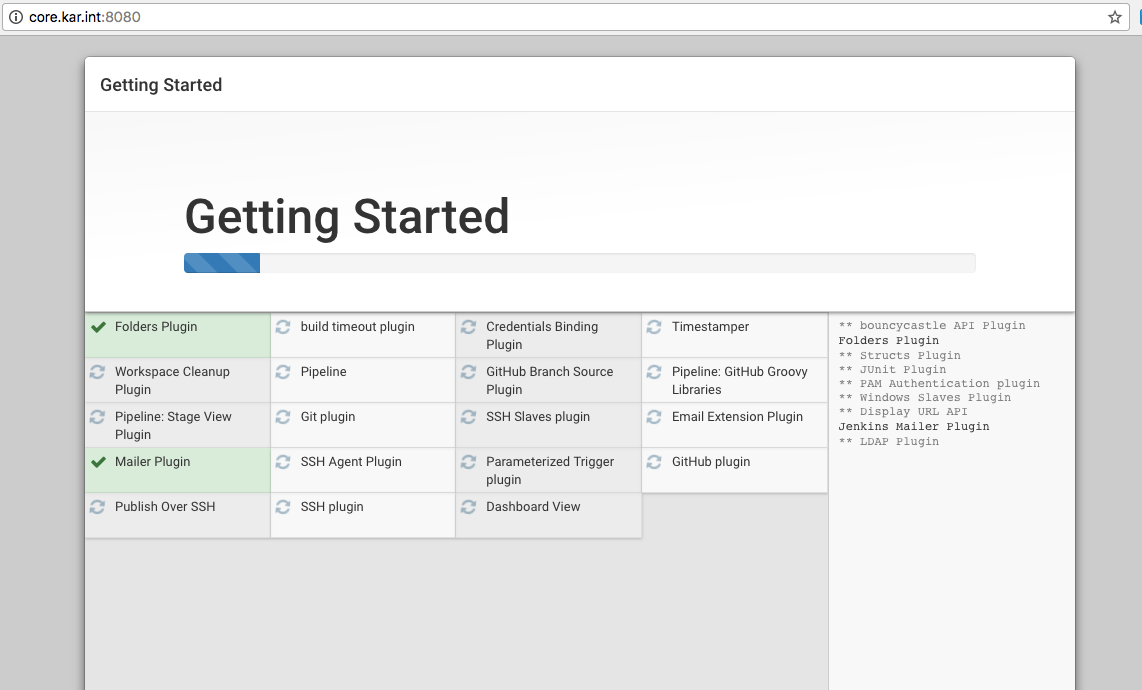 core.kar.int:8080
Getting Started
Getting Started
Folders Plugin
build timeout plugin
Credentials Binding
Plugin
Timestamper
Workspace Cleanup
Plugin
Pipeline
GitHub Branch Source
Plugin
Pipeline: GitHub Groovy
Libraries
Pipeline: Stage View
Plugin
Git plugin
SSH Slaves plugin
Email Extension Plugin
Mailer Plugin
SSH Agent Plugin
Parameterized Trigger
plugin
GitHub plugin
Publish Over SSH
SSH plugin
Dashboard View
** bouncycastle API Plugin
Folders Plugin
** Structs Plugin
** JUnit Plugin
** PAM Authentication plugin
** Windows Slaves Plugin
** Display URL API
Jenkins Mailer Plugin
** LDAP Plugin